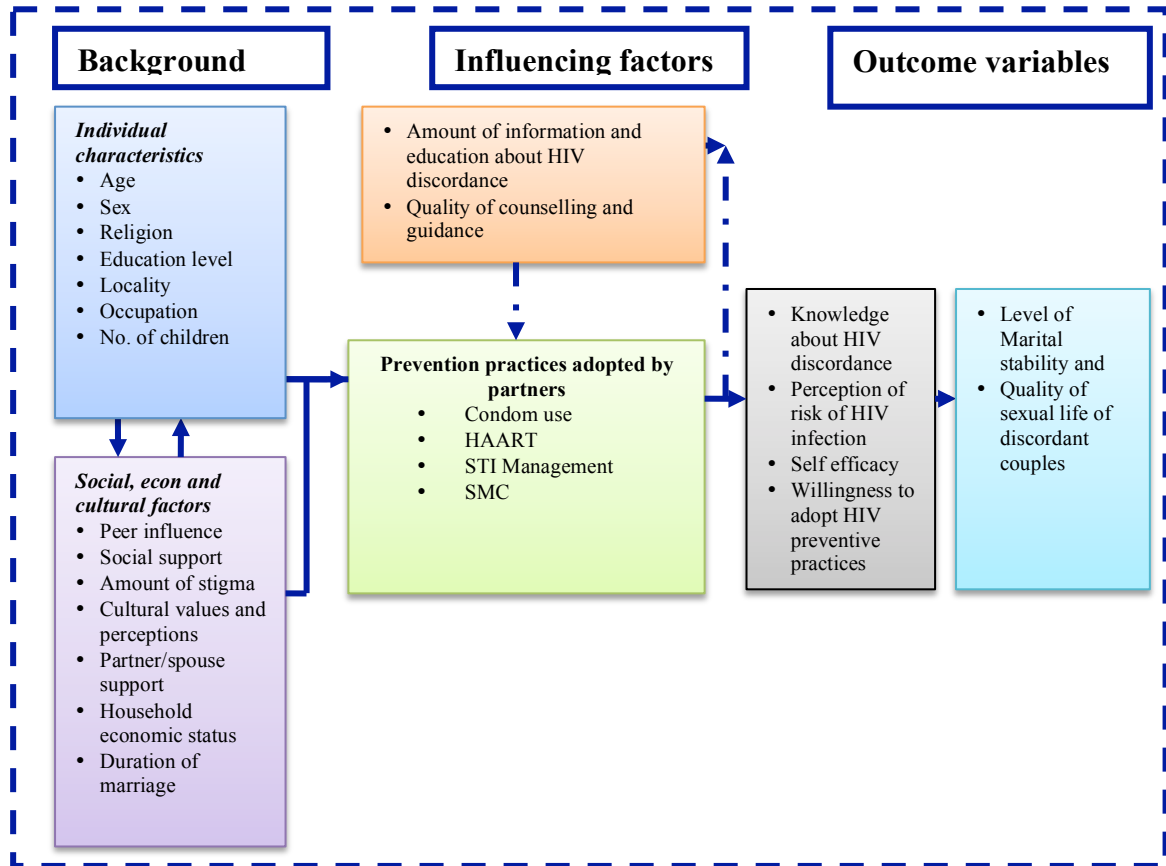 Background
Influencing factors
Outcome variables
Individual
characteristics
• Age
• Sex
• Religion
• Education level
• Locality
• Occupation
• No. of children
Social, econ and
cultural factors
• Peer influence
• Social support
• Amount of stigma
• Cultural values and
perceptions
• Partner/spouse
support
• Household
economic status
• Duration of
marriage
• Amount of information and
education about HIV
discordance
• Quality of counselling and
guidance
Prevention practices adopted by
partners
• Condom use
• HAART
• STI Management
• SMC
• Knowledge
about HIV
discordance
• Perception of
risk of HIV
infection
• Self efficacy
• Willingness to
adopt HIV
preventive
practices
• Level of
Marital
stability and
• Quality of
sexual life of
discordant
couples